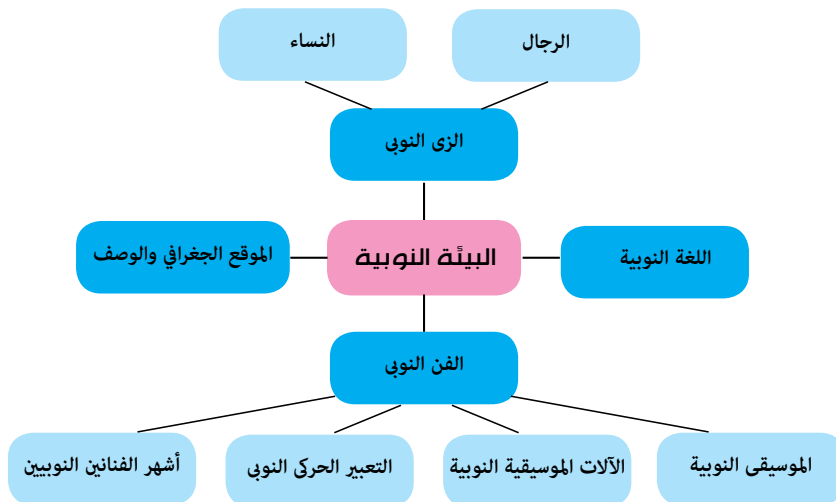 الرجال
النساء
الزى النوبى
اللغة النوبية
البيئة النوبية
الموقع الجغرافي والوصف
الفن النوبى
الموسيقى النوبية
الآلات الموسيقية النوبية
التعبير الحركى النوبى
أشهر الفنانين النوبيين